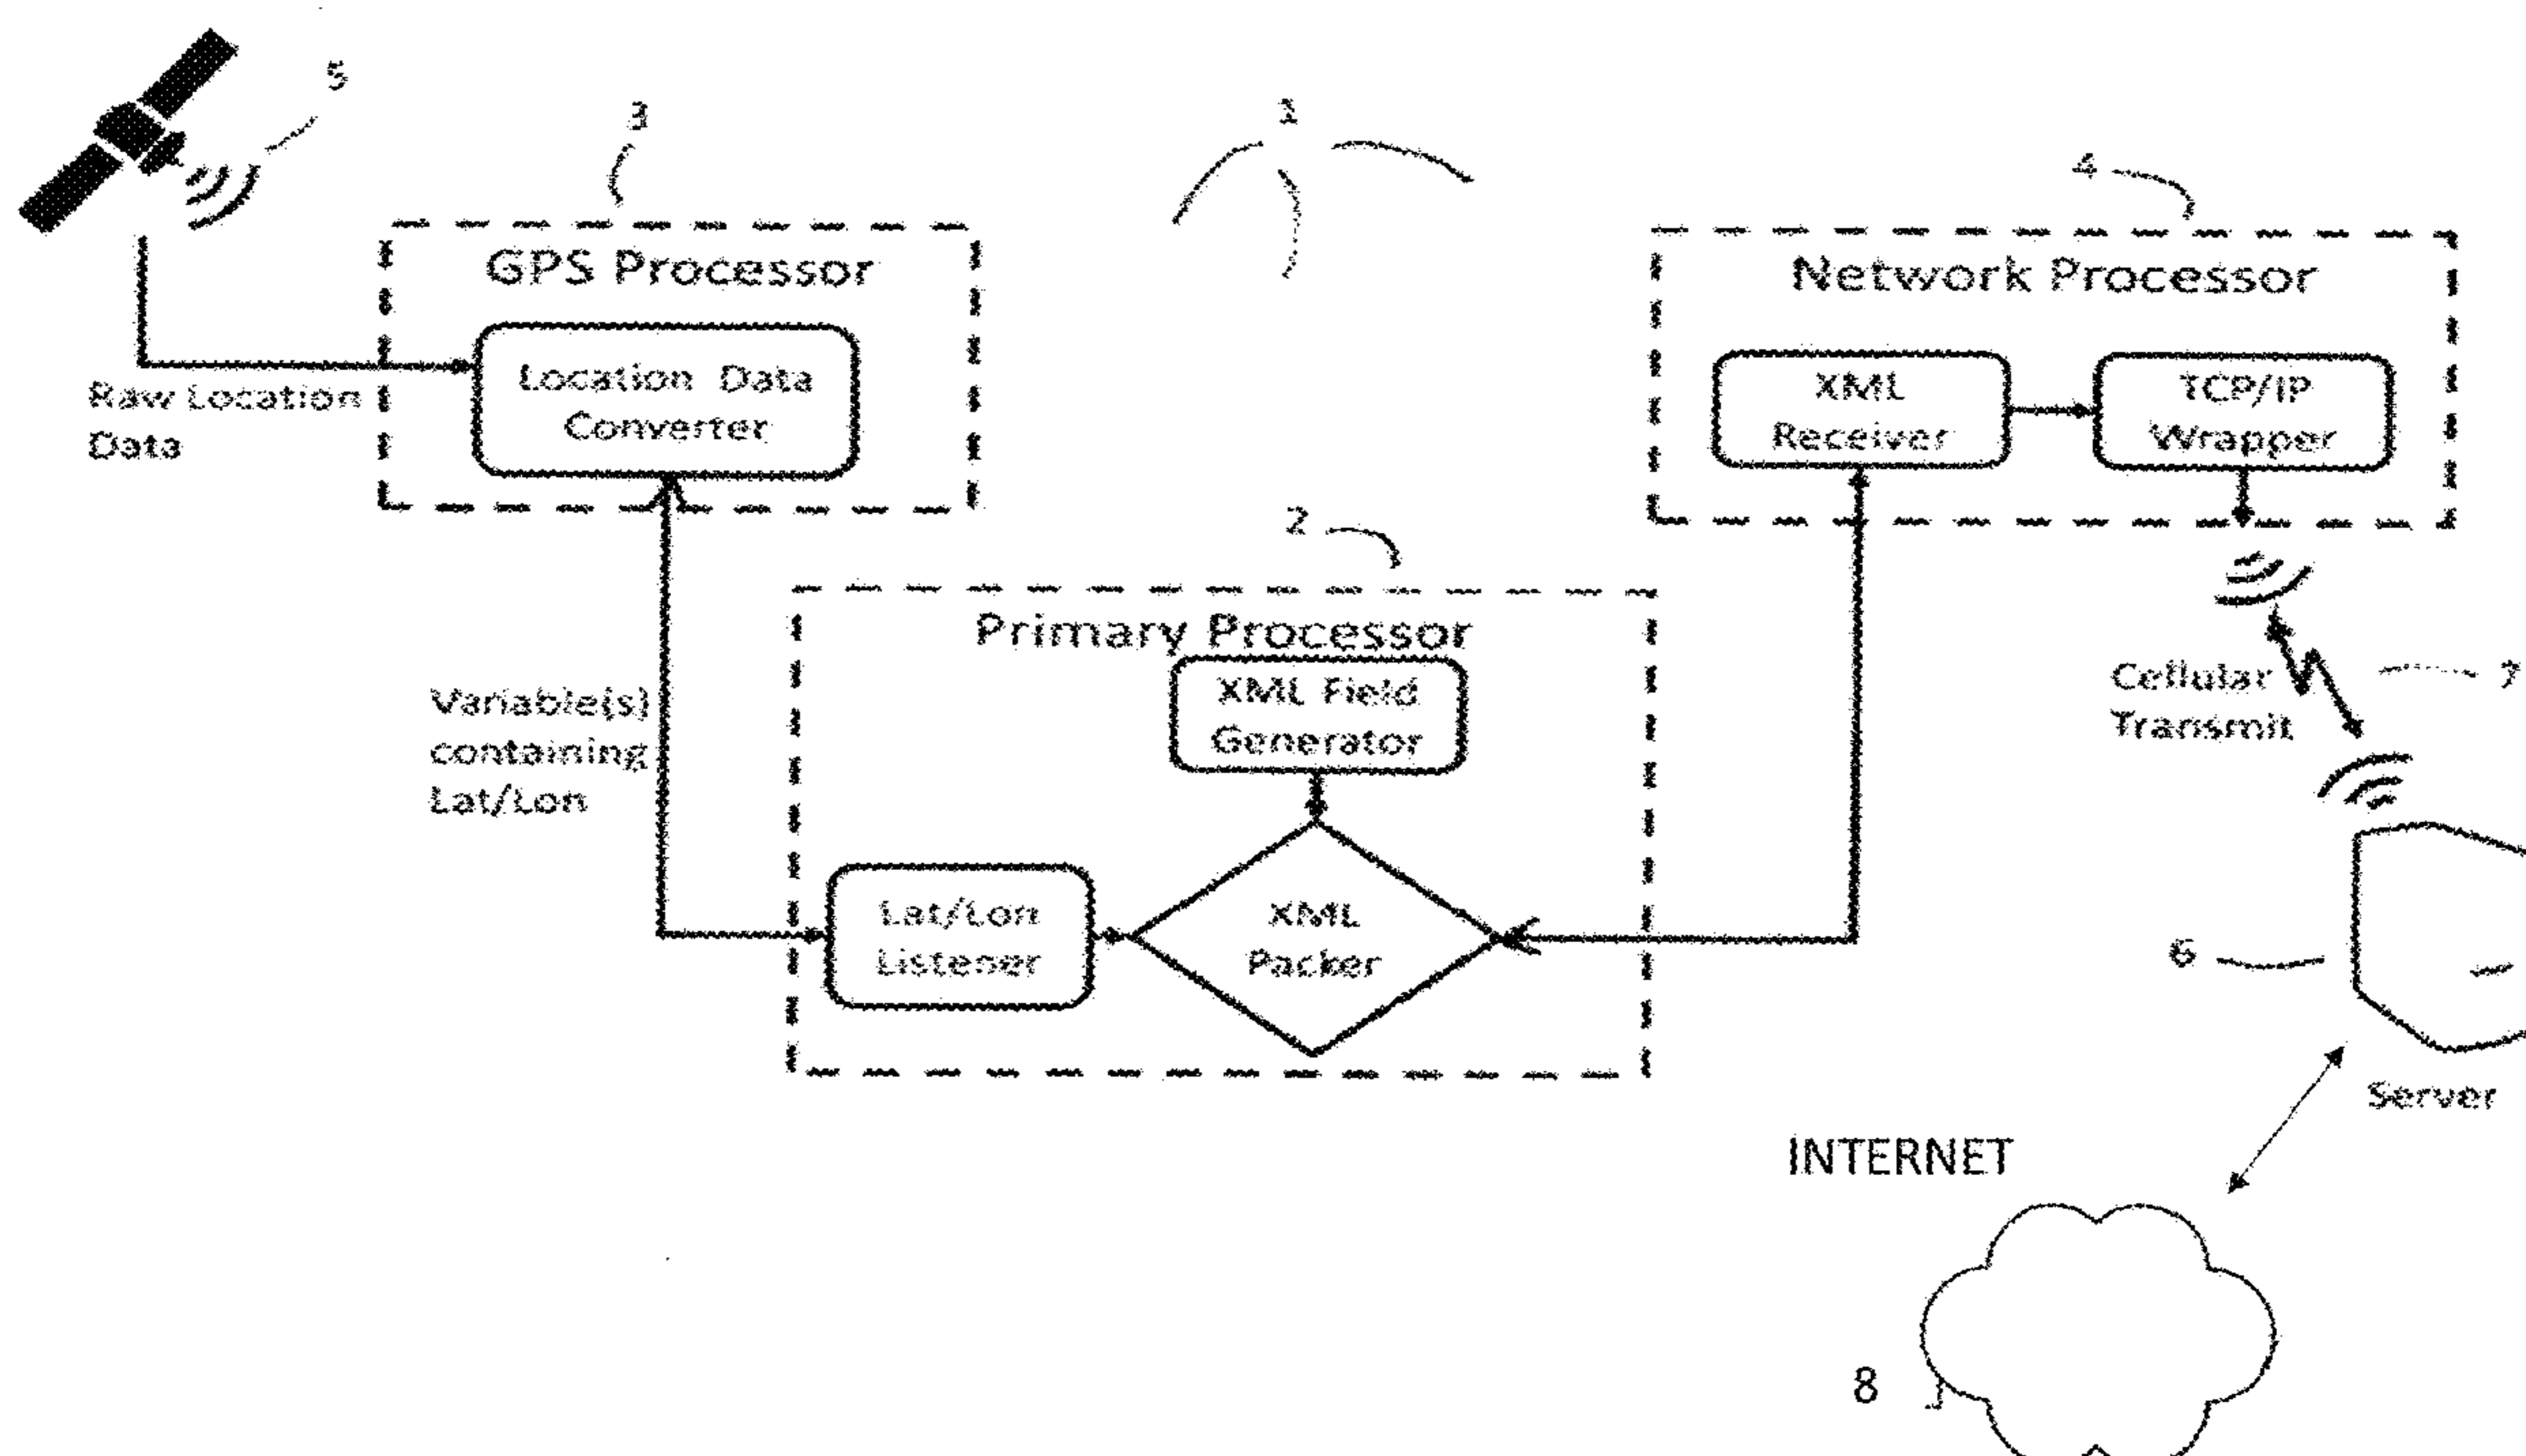 5
3
1
4
GPS Processor
Network Processor
Location Data
Converter
Raw Location
Data
XML
Receiver
TCP/IP
Wrapper
2
Primary Processor
XML Field
Generator
Variable(s)
containing
Lat/Lon
Cellular
Transmit
7
Lat/Lon
Listener
XML
Packer
6
Server
INTERNET
8